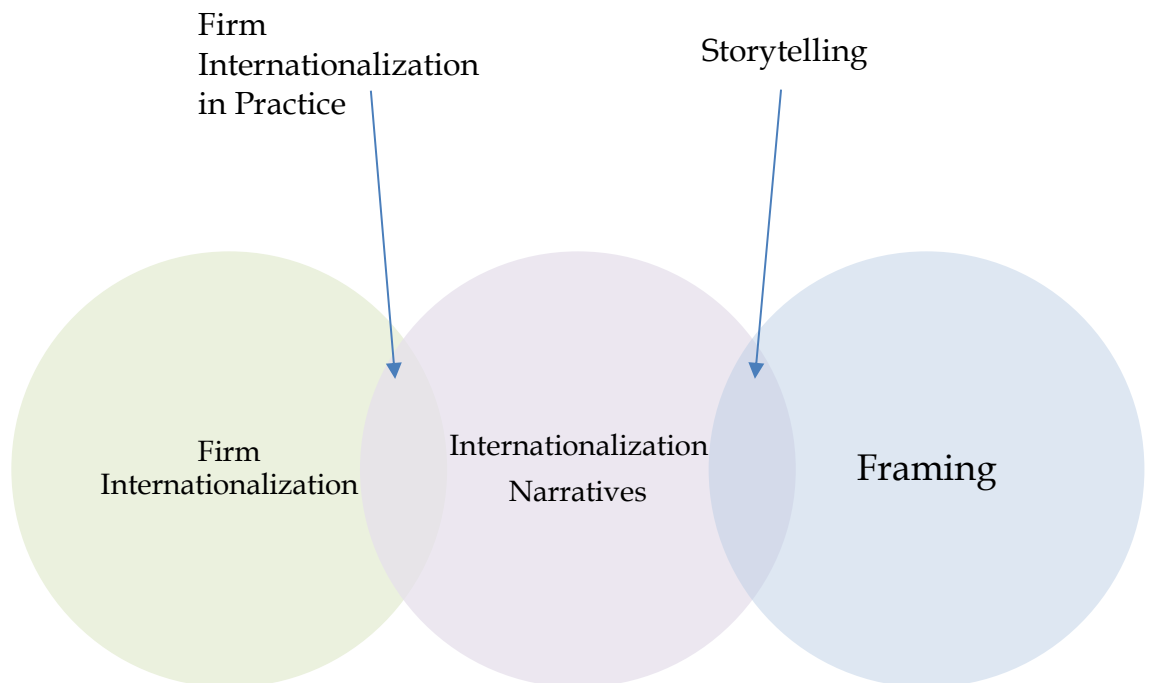 Firm
Internationalization
in Practice
Storytelling
Firm
Internationalization
Internationalization
Narratives
Framing